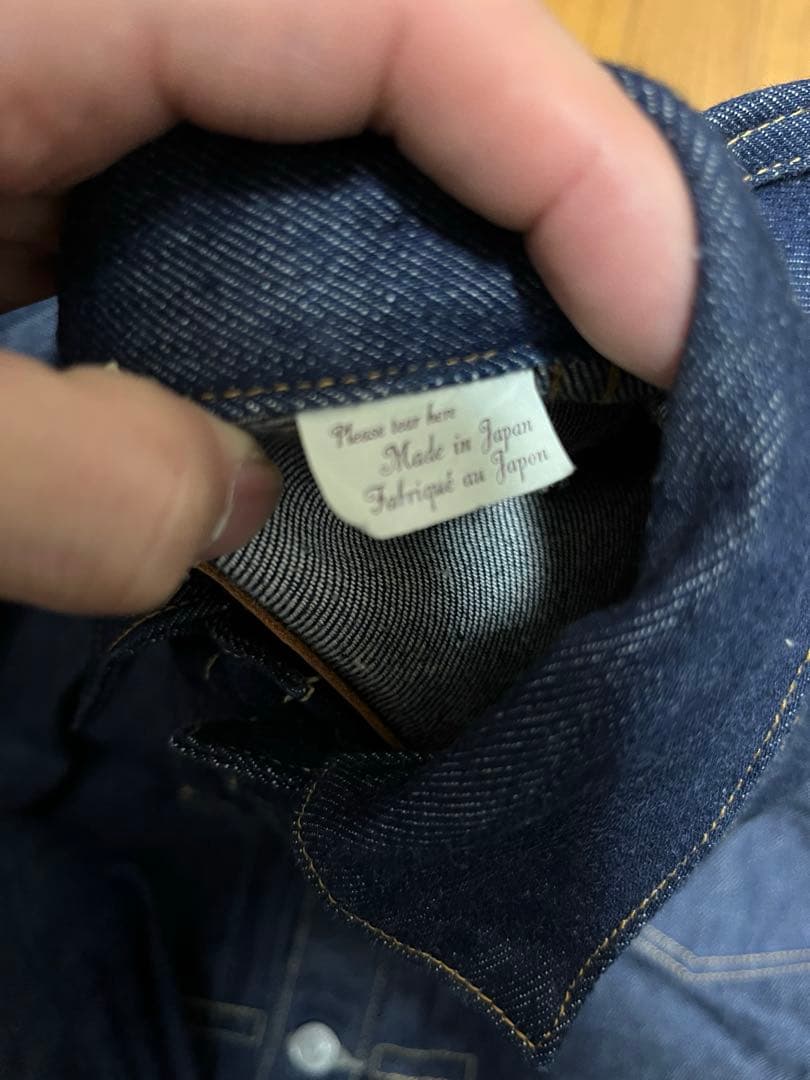 Please tear here
Made in Japan
Fabriqué au Japon